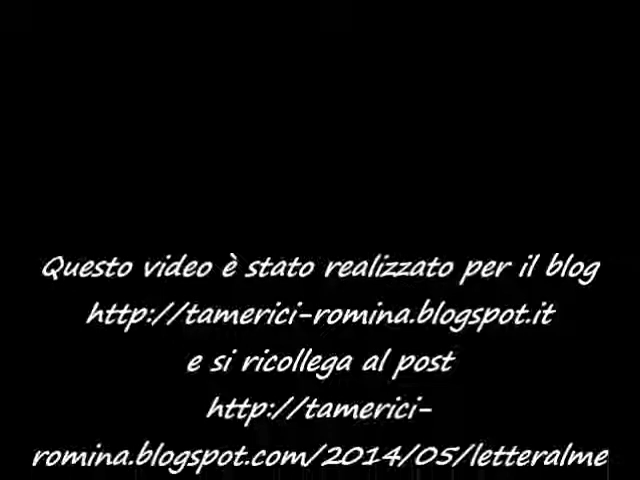 Questo video è stato realizzato per il blog
http://tamerici-romina.blogspot.it
e si ricollega al post
http://tamerici-
romina.blogspot.com/2014/05/letteralme